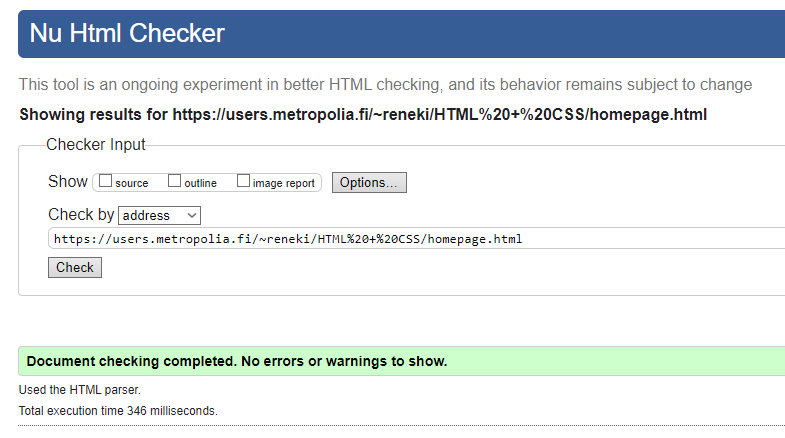 Nu Html Checker
This tool is an ongoing experiment in better HTML checking, and its behavior remains subject to change
Showing results for https://users.metropolia.fi/~reneki/HTML%20+%20CSS/homepage.html
Checker Input
Show source outline image report Options...
Check by address
https://users.metropolia.fi/~reneki/HTML%20+%20CSS/homepage.html
Check
Document checking completed. No errors or warnings to show.
Used the HTML parser.
Total execution time 346 milliseconds.